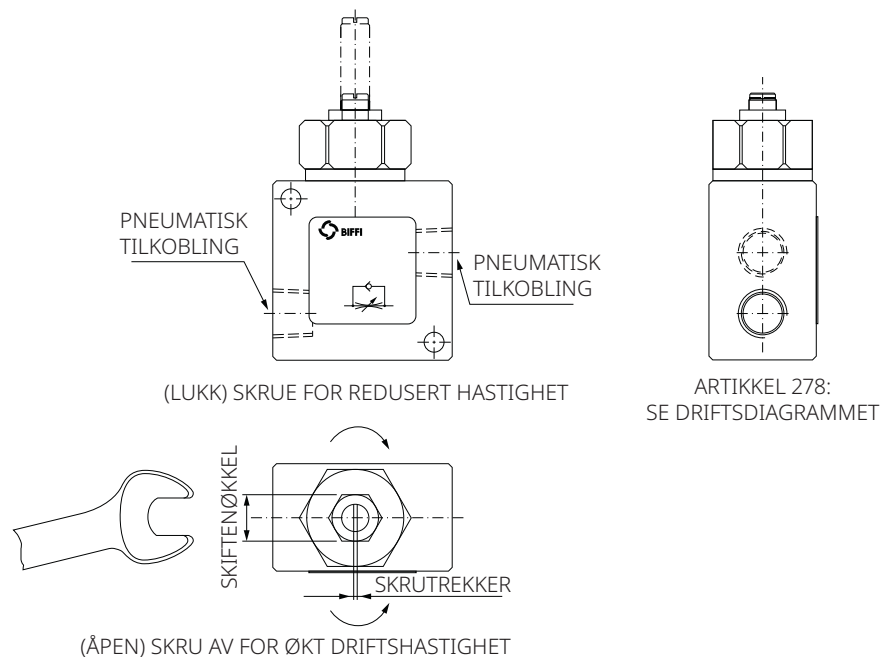 PNEUMATISK
TILKOBLING
BIFFI
PNEUMATISK
TILKOBLING
(LUKK) SKRUE FOR REDUSERT HASTIGHET
ARTIKKEL 278:
SE DRIFTSDIAGRAMMET
SKIFTENØKKEL
SKRUTREKKER
(ÅPEN) SKRU AV FOR ØKT DRIFTSHASTIGHET